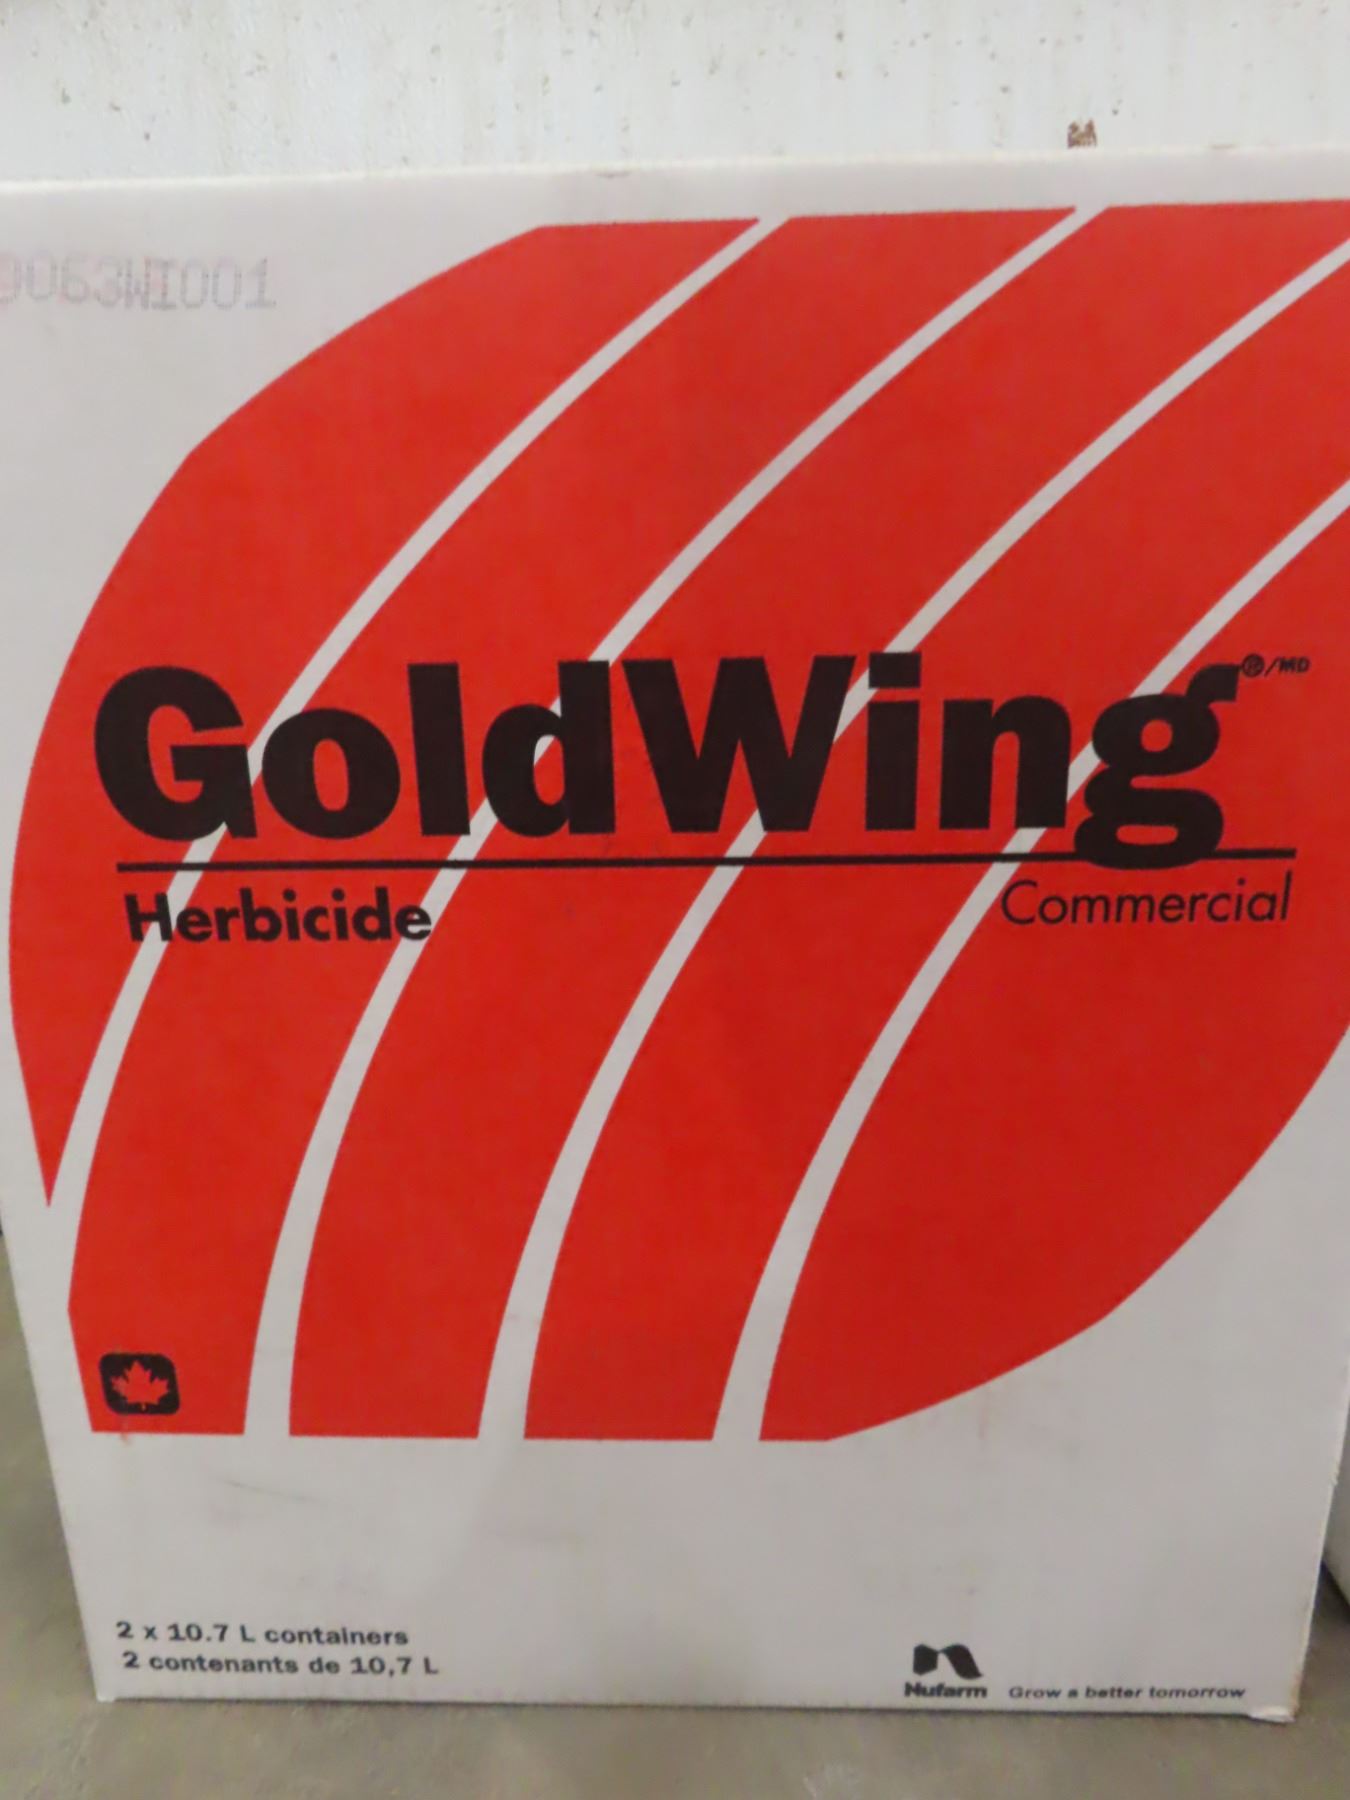 9063WI001
GoldWing®/MD
Herbicide
Commercial
2 x 10.7 L containers
2 contenants de 10,7 L
Nufarm
Grow a better tomorrow